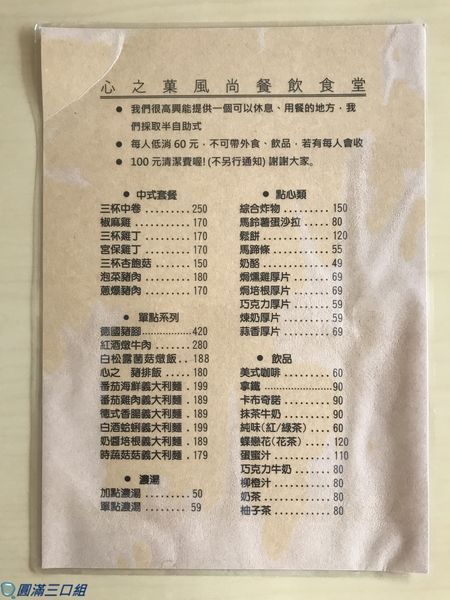 心之菓風尚餐飲食堂
● 我們很高興能提供一個可以休息、用餐的地方，我
們採取半自助式
● 每人低消 60 元，不可帶外食、飲品，若有每人會收
● 100 元清潔費喔! (不另行通知) 謝謝大家。
● 中式套餐
三杯中卷 ........ 250
椒麻雞 .......... 170
三杯雞丁 ........ 170
宮保雞丁 ........ 170
三杯杏鮑菇 ...... 150
泡菜豬肉 ........ 180
蔥爆豬肉 ........ 170
● 單點系列
德國豬腳 ........ 420
紅酒燉牛肉 ...... 280
白松露菌菇燉飯 .. 188
心之 豬排飯 ..... 180
番茄海鮮義大利麵 . 199
番茄雞肉義大利麵 . 189
德式香腸義大利麵 . 189
白酒蛤蜊義大利麵 . 199
奶醬培根義大利麵 . 189
時蔬菇菇義大利麵 . 179
● 濃湯
加點濃湯 ........ 50
單點濃湯 ........ 59
● 點心類
綜合炸物 ........ 150
馬鈴薯蛋沙拉 .... 80
鬆餅 ............ 120
馬蹄條 .......... 55
奶酪 ............ 49
焗燻雞厚片 ...... 69
焗培根厚片 ...... 69
巧克力厚片 ...... 59
煉奶厚片 ........ 59
蒜香厚片 ........ 69
● 飲品
美式咖啡 ........ 60
拿鐵 ............ 90
卡布奇諾 ........ 90
抹茶牛奶 ........ 90
純味(紅/綠茶) ... 60
蝶戀花(花茶) .... 120
蛋蜜汁 .......... 110
巧克力牛奶 ...... 80
柳橙汁 .......... 80
奶茶 ............ 80
柚子茶 .......... 80
圓滿三口組